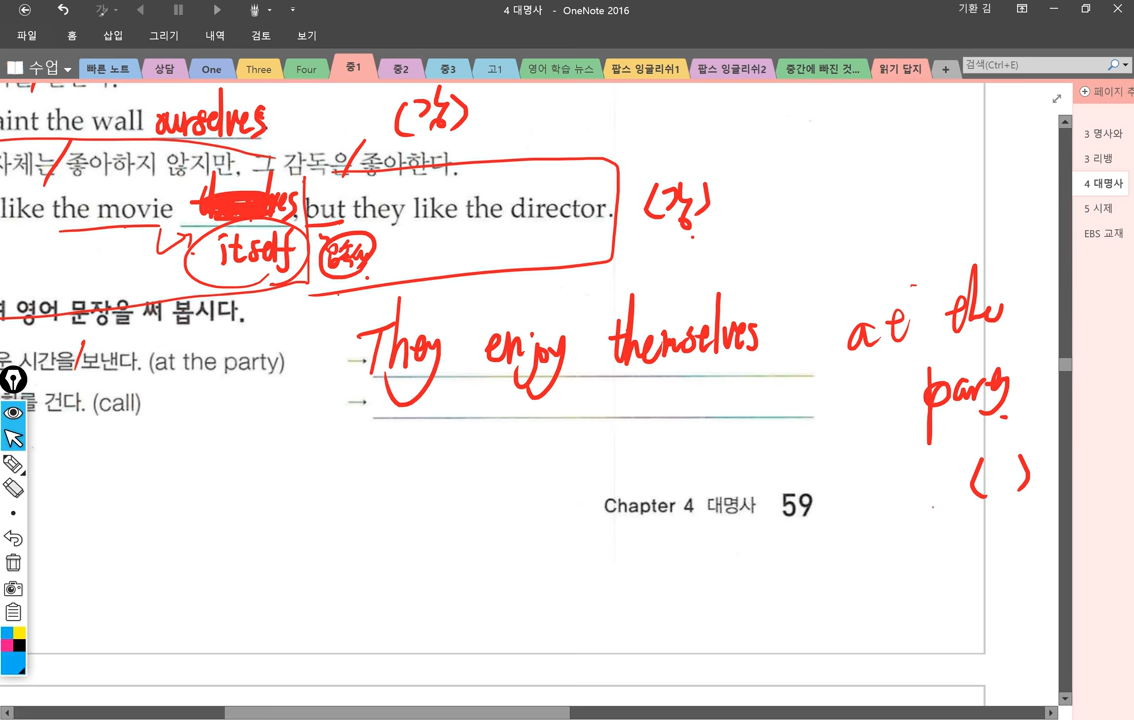 4 대명사 - OneNote 2016
기환 김
파일 홈 삽입 그리기 내역 검토 보기
수업 빠른 노트 상담 One Three Four 중1 중2 중3 고1 영어 학습 뉴스 팝스 잉글리쉬1 팝스 잉글리쉬2 중간에 빠진 것... 읽기 답지 + 검색(Ctrl+E)
페이지 추
3 명사와
3 리뱅
4 대명사
5 시제
EBS 교재
aint the wall ourselves (강)
자체는 좋아하지 않지만, 그 감독은 좋아한다.
like the movie , but they like the director. (강)
itself
영어 문장을 써 봅시다.
시간을 보낸다. (at the party) → They enjoy themselves at the
party
를 건다. (call) →
( )
Chapter 4 대명사 59